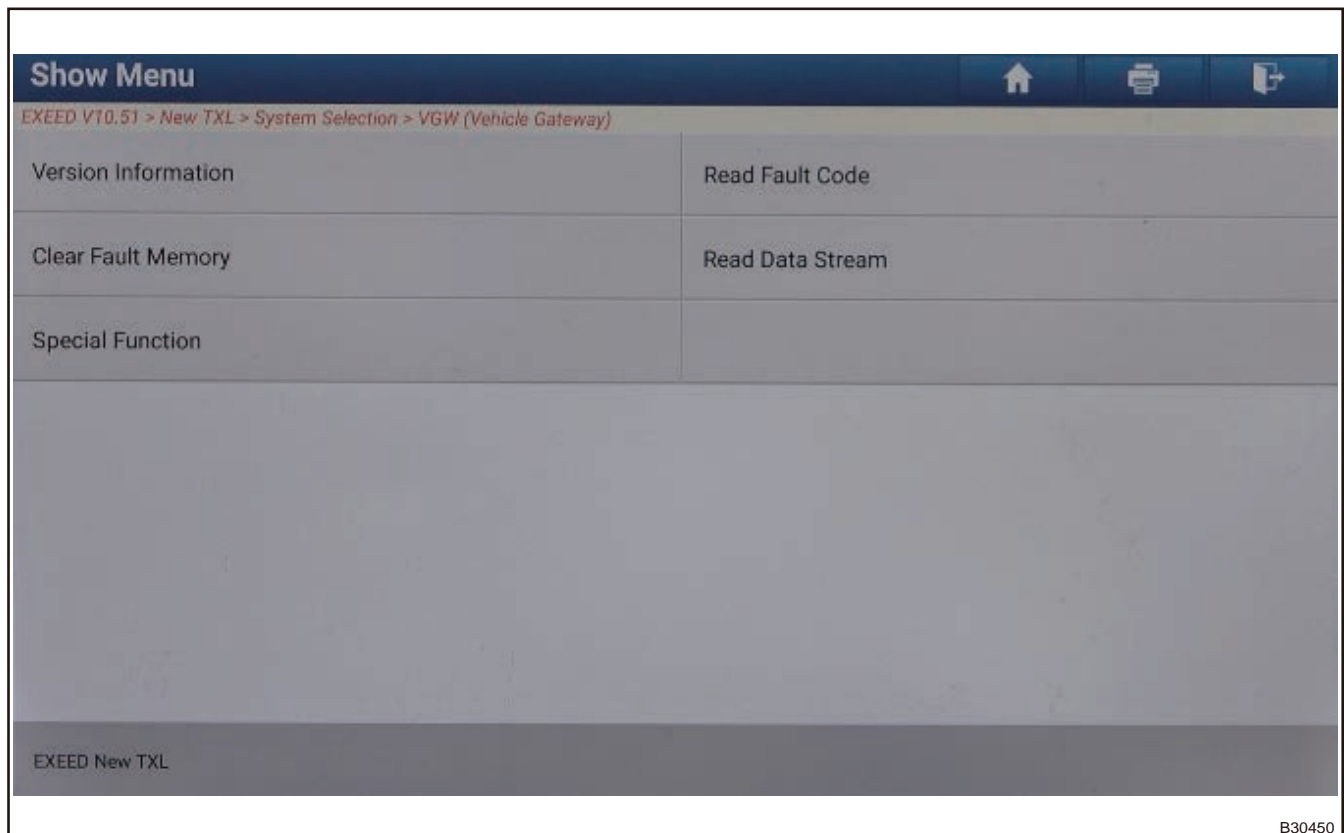 Show Menu
EXEED V10.51 > New TXL > System Selection > VGW (Vehicle Gateway)
Version Information
Read Fault Code
Clear Fault Memory
Read Data Stream
Special Function
EXEED New TXL
B30450